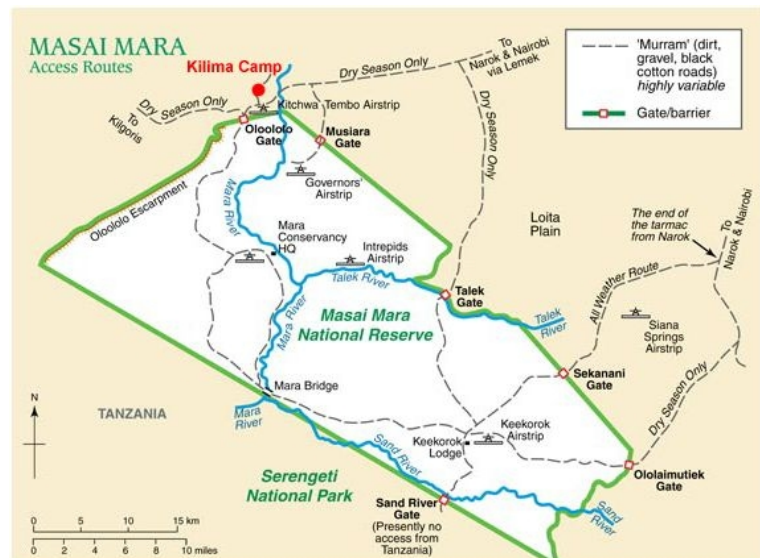 MASAI MARA
Access Routes
Kilima Camp
To
Narok & Nairobi
via Lemek
'Murram' (dirt,
gravel, black
cotton roads)
highly variable
Gate/barrier
Dry Season Only
Dry Season Only
To
Kilgoris
Kitchwa Tembo Airstrip
Oloololo
Gate
Musiara
Gate
Dry Season Only
Governors'
Airstrip
Oloololo Escarpment
Mara River
Mara
Conservancy
HQ
Intrepids
Airstrip
Talek River
Loita
Plain
The end of
the tarmac
from Narok
To
Narok & Nairobi
Talek
Gate
Talek
River
All Weather Route
Siana
Springs
Airstrip
Mara River
Masai Mara
National Reserve
Sekanani
Gate
Mara Bridge
Dry Season Only
N
TANZANIA
Mara
River
Keekorok
Airstrip
Keekorok
Lodge
Sand River
Ololaimutiek
Gate
Serengeti
National Park
Sand River
Gate
(Presently no
access from
Tanzania)
Sand
River
0 5 10 15 km
0 2 4 6 8 10 miles